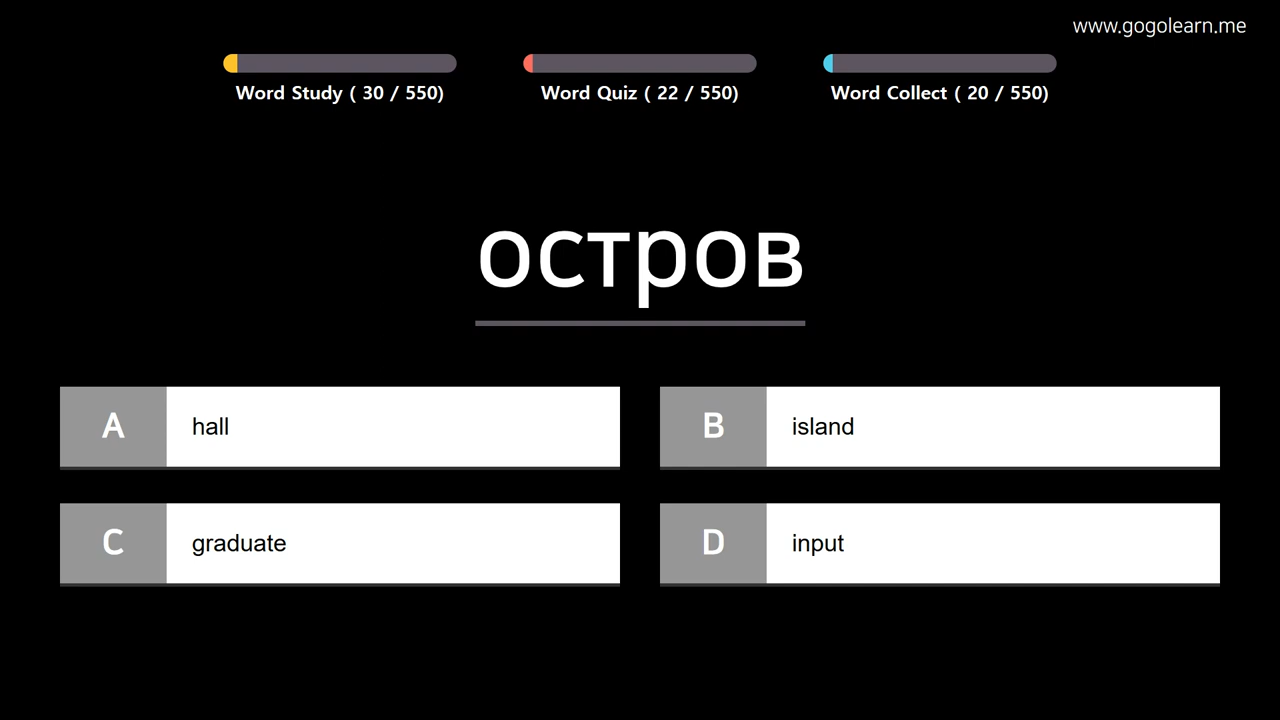 www.gogolearn.me
Word Study ( 30 / 550)
Word Quiz ( 22 / 550)
Word Collect ( 20 / 550)
остров
A hall
B island
C graduate
D input